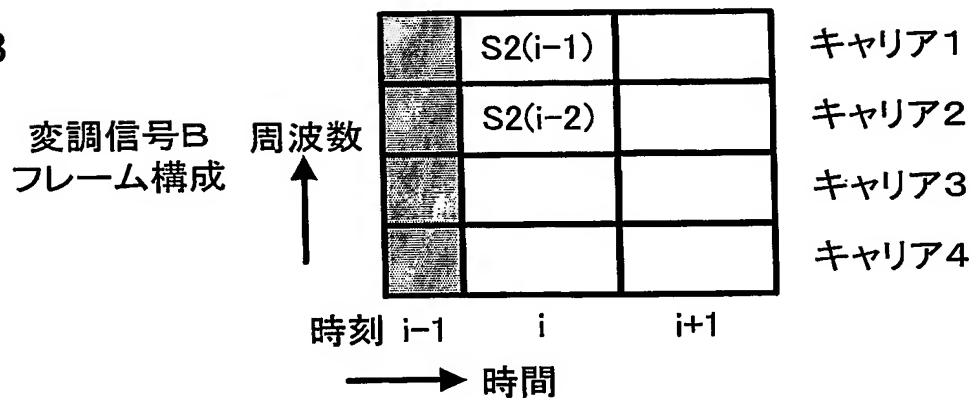 S2(i-1)
キャリア1
S2(i-2)
キャリア2
変調信号B
フレーム構成
周波数
キャリア3
キャリア4
時刻 i-1 i i+1
時間